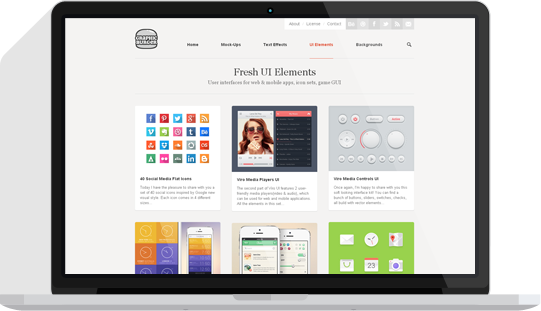 About License Contact
GRAPHIC
BURGER
Home Mock-Ups Text Effects UI Elements Backgrounds
Fresh UI Elements
User interfaces for web & mobile apps, icon sets, game GUI
40 Social Media Flat Icons
Today I have the pleasure to share with you a
set of 40 social icons inspired by Google new
visual style. Each icon comes in 4 different
sizes
Viro Media Players UI
The second part of Viro UI features 2 user
friendly media players(video & audio), which
can be used for web and mobile applications.
All the elements in this set
Viro Media Controls UI
Once again, I'm happy to share with you this
soft looking interface kit! You can find a
bunch of buttons, sliders, switches, checks,
all build with vector elements
23